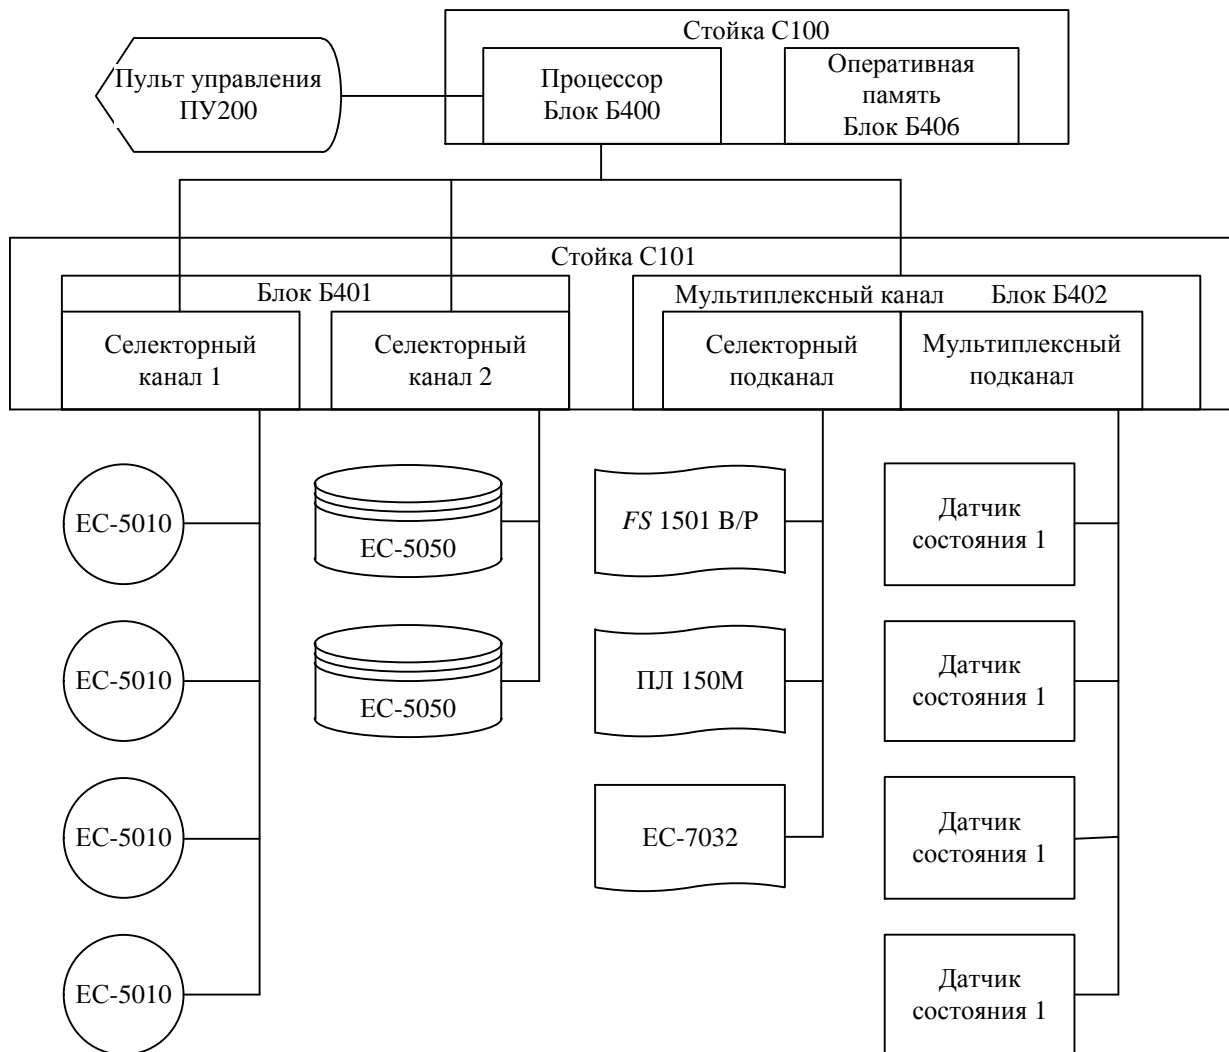 Стойка С100
Пульт управления
ПУ200
Процессор
Блок Б400
Оперативная
память
Блок Б406
Стойка С101
Блок Б401
Мультиплексный канал
Блок Б402
Селекторный
канал 1
Селекторный
канал 2
Селекторный
подканал
Мультиплексный
подканал
ЕС-5010
ЕС-5050
FS 1501 В/Р
Датчик
состояния 1
ЕС-5010
ЕС-5050
ПЛ 150М
Датчик
состояния 1
ЕС-5010
ЕС-7032
Датчик
состояния 1
ЕС-5010
Датчик
состояния 1